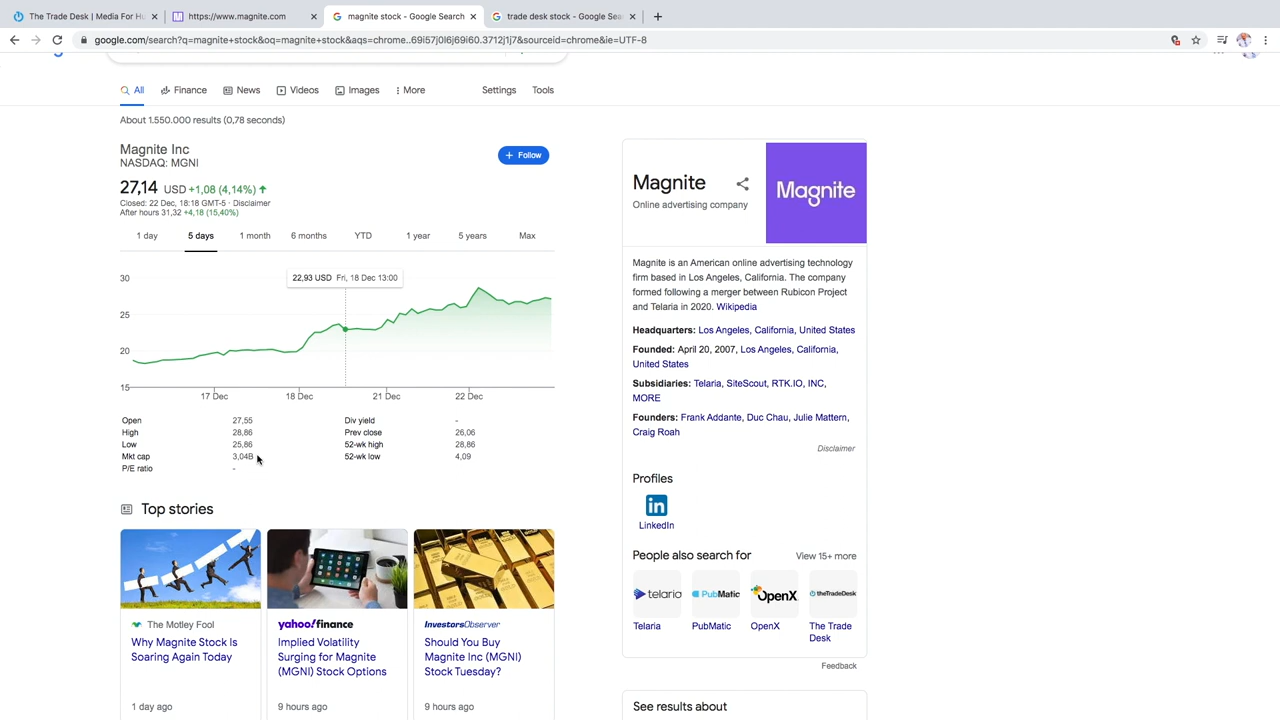 The Trade Desk | Media For Hu
https://www.magnite.com
magnite stock - Google Search
trade desk stock - Google Sea
google.com/search?q=magnite+stock&oq=magnite+stock&aqs=chrome..69i57j0l6j69i60.3712j1j7&sourceid=chrome&ie=UTF-8
All Finance News Videos Images More Settings Tools
About 1.550.000 results (0,78 seconds)
Magnite Inc
NASDAQ: MGNI
Follow
27,14 USD +1,08 (4,14%)
Closed: 22 Dec, 18:18 GMT-5 · Disclaimer
After hours 31,32 +4,18 (15,40%)
1 day 5 days 1 month 6 months YTD 1 year 5 years Max
22,93 USD Fri, 18 Dec 13:00
30
25
20
15
17 Dec 18 Dec 21 Dec 22 Dec
Open 27,55 Div yield -
High 28,86 Prev close 26,06
Low 25,86 52-wk high 28,86
Mkt cap 3,04B 52-wk low 4,09
P/E ratio -
Top stories
The Motley Fool
Why Magnite Stock Is
Soaring Again Today
1 day ago
yahoo!finance
Implied Volatility
Surging for Magnite
(MGNI) Stock Options
9 hours ago
InvestorsObserver
Should You Buy
Magnite Inc (MGNI)
Stock Tuesday?
9 hours ago
Magnite
Online advertising company
Magnite
Magnite is an American online advertising technology
firm based in Los Angeles, California. The company
formed following a merger between Rubicon Project
and Telaria in 2020. Wikipedia
Headquarters: Los Angeles, California, United States
Founded: April 20, 2007, Los Angeles, California,
United States
Subsidiaries: Telaria, SiteScout, RTK.IO, INC,
MORE
Founders: Frank Addante, Duc Chau, Julie Mattern,
Craig Roah
Disclaimer
Profiles
LinkedIn
People also search for View 15+ more
telaria PubMatic OpenX theTradeDesk
Telaria PubMatic OpenX The Trade
Desk
Feedback
See results about